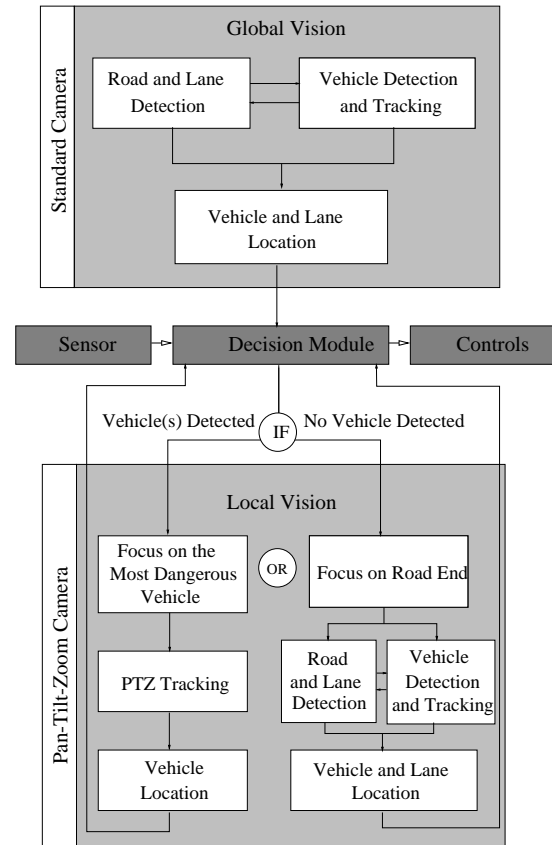 Global Vision
Standard Camera
Road and Lane
Detection
Vehicle Detection
and Tracking
Vehicle and Lane
Location
Sensor
Decision Module
Controls
Vehicle(s) Detected
IF
No Vehicle Detected
Pan-Tilt-Zoom Camera
Local Vision
Focus on the
Most Dangerous
Vehicle
OR
Focus on Road End
PTZ Tracking
Road
and Lane
Detection
Vehicle
Detection
and Tracking
Vehicle
Location
Vehicle and Lane
Location